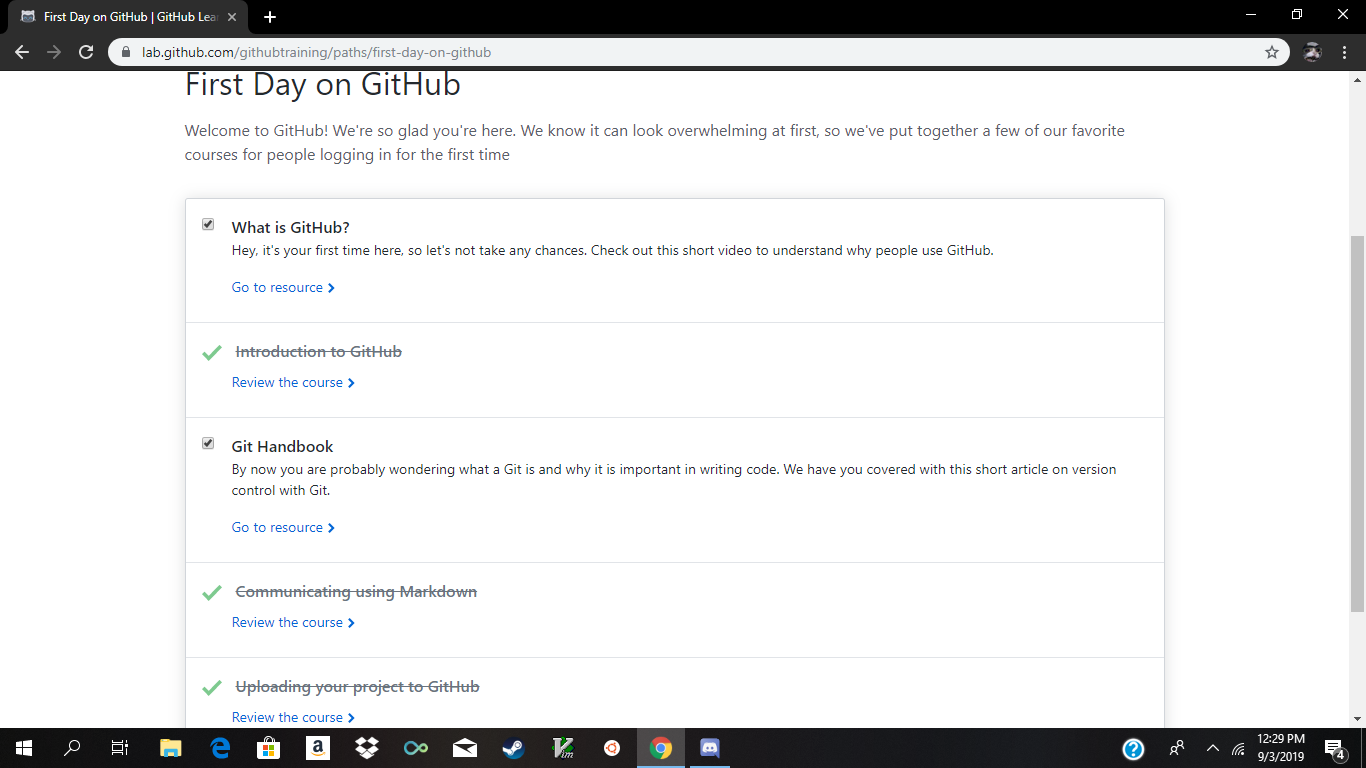 First Day on GitHub | GitHub Lea
lab.github.com/githubtraining/paths/first-day-on-github
First Day on GitHub
Welcome to GitHub! We're so glad you're here. We know it can look overwhelming at first, so we've put together a few of our favorite
courses for people logging in for the first time
What is GitHub?
Hey, it's your first time here, so let's not take any chances. Check out this short video to understand why people use GitHub.
Go to resource
Introduction to GitHub
Review the course
Git Handbook
By now you are probably wondering what a Git is and why it is important in writing code. We have you covered with this short article on version
control with Git.
Go to resource
Communicating using Markdown
Review the course
Uploading your project to GitHub
Review the course
a
Vim
?
12:29 PM
9/3/2019
4